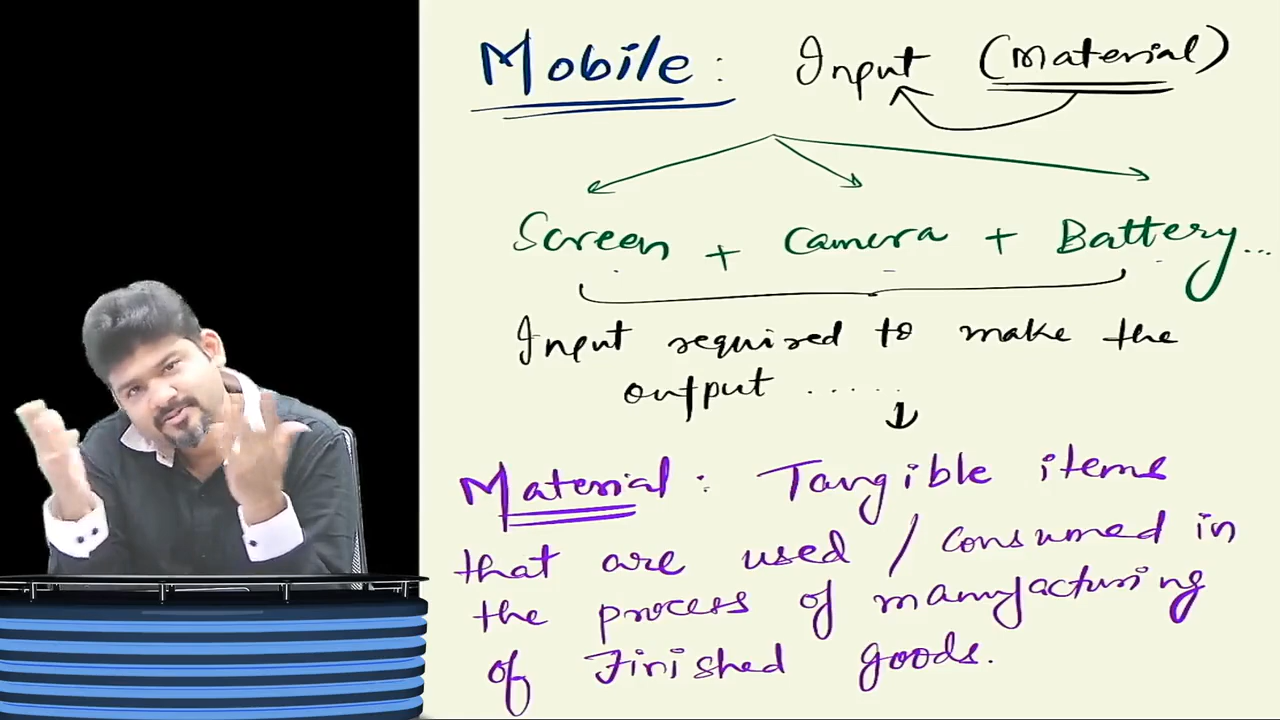 Mobile: Input (Material)
Screen + Camera + Battery...
Input required to make the
output .....
Material: Tangible items
that are used / consumed in
the process of manufacturing
of Finished goods.